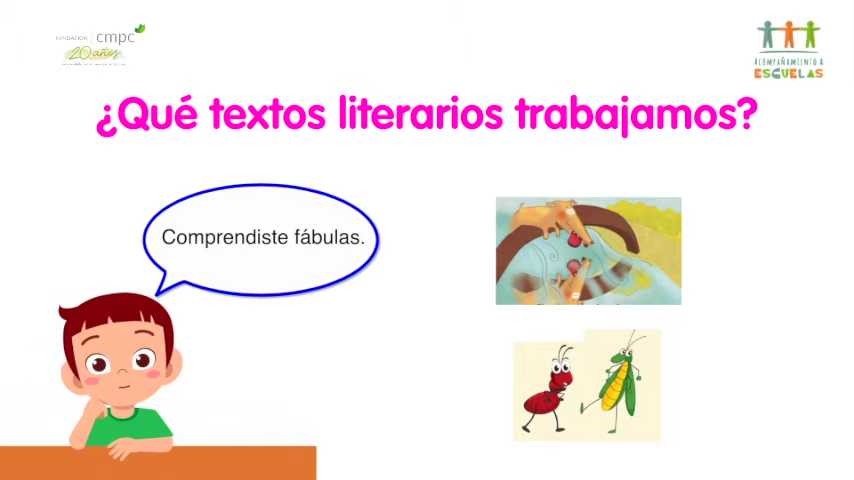 FUNDACIÓN | cmpc
20 años
ACOMPAÑAMIENTO A
ESCUELAS
¿Qué textos literarios trabajamos?
Comprendiste fábulas.